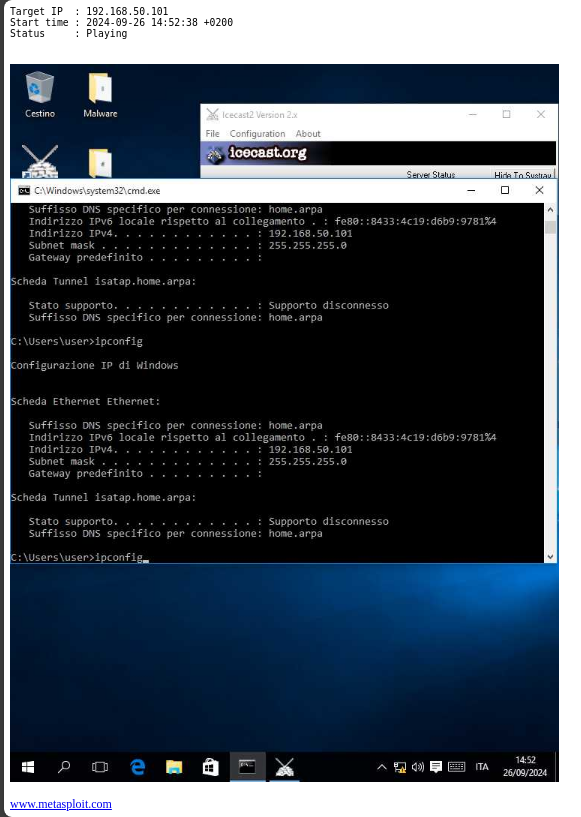 Target IP  : 192.168.50.101
Start time : 2024-09-26 14:52:38 +0200
Status     : Playing
Cestino
Malware
Icecast2 Version 2.x
File Configuration About
icecast.org
Server Status
Hide To Systray
C:\Windows\system32\cmd.exe
Suffisso DNS specifico per connessione: home.arpa
Indirizzo IPv6 locale rispetto al collegamento . : fe80::8433:4c19:d6b9:9781%4
Indirizzo IPv4. . . . . . . . . . . . : 192.168.50.101
Subnet mask . . . . . . . . . . . . . : 255.255.255.0
Gateway predefinito . . . . . . . . . :
Scheda Tunnel isatap.home.arpa:
Stato supporto. . . . . . . . . . . . : Supporto disconnesso
Suffisso DNS specifico per connessione: home.arpa
C:\Users\user>ipconfig
Configurazione IP di Windows
Scheda Ethernet Ethernet:
Suffisso DNS specifico per connessione: home.arpa
Indirizzo IPv6 locale rispetto al collegamento . : fe80::8433:4c19:d6b9:9781%4
Indirizzo IPv4. . . . . . . . . . . . : 192.168.50.101
Subnet mask . . . . . . . . . . . . . : 255.255.255.0
Gateway predefinito . . . . . . . . . :
Scheda Tunnel isatap.home.arpa:
Stato supporto. . . . . . . . . . . . : Supporto disconnesso
Suffisso DNS specifico per connessione: home.arpa
C:\Users\user>ipconfig_
ITA
14:52
26/09/2024
www.metasploit.com